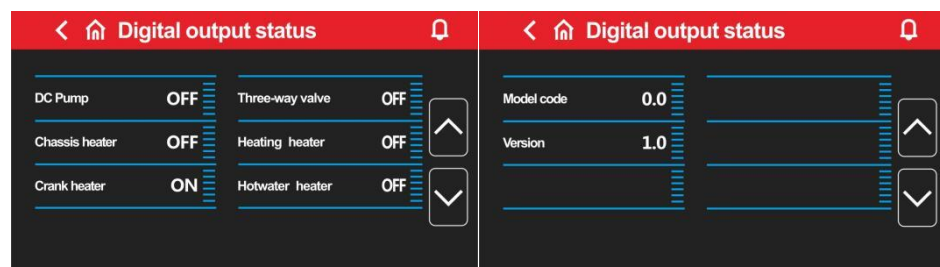 Digital output status
DC Pump OFF Three-way valve OFF
Chassis heater OFF Heating heater OFF
Crank heater ON Hotwater heater OFF
Digital output status
Model code 0.0
Version 1.0